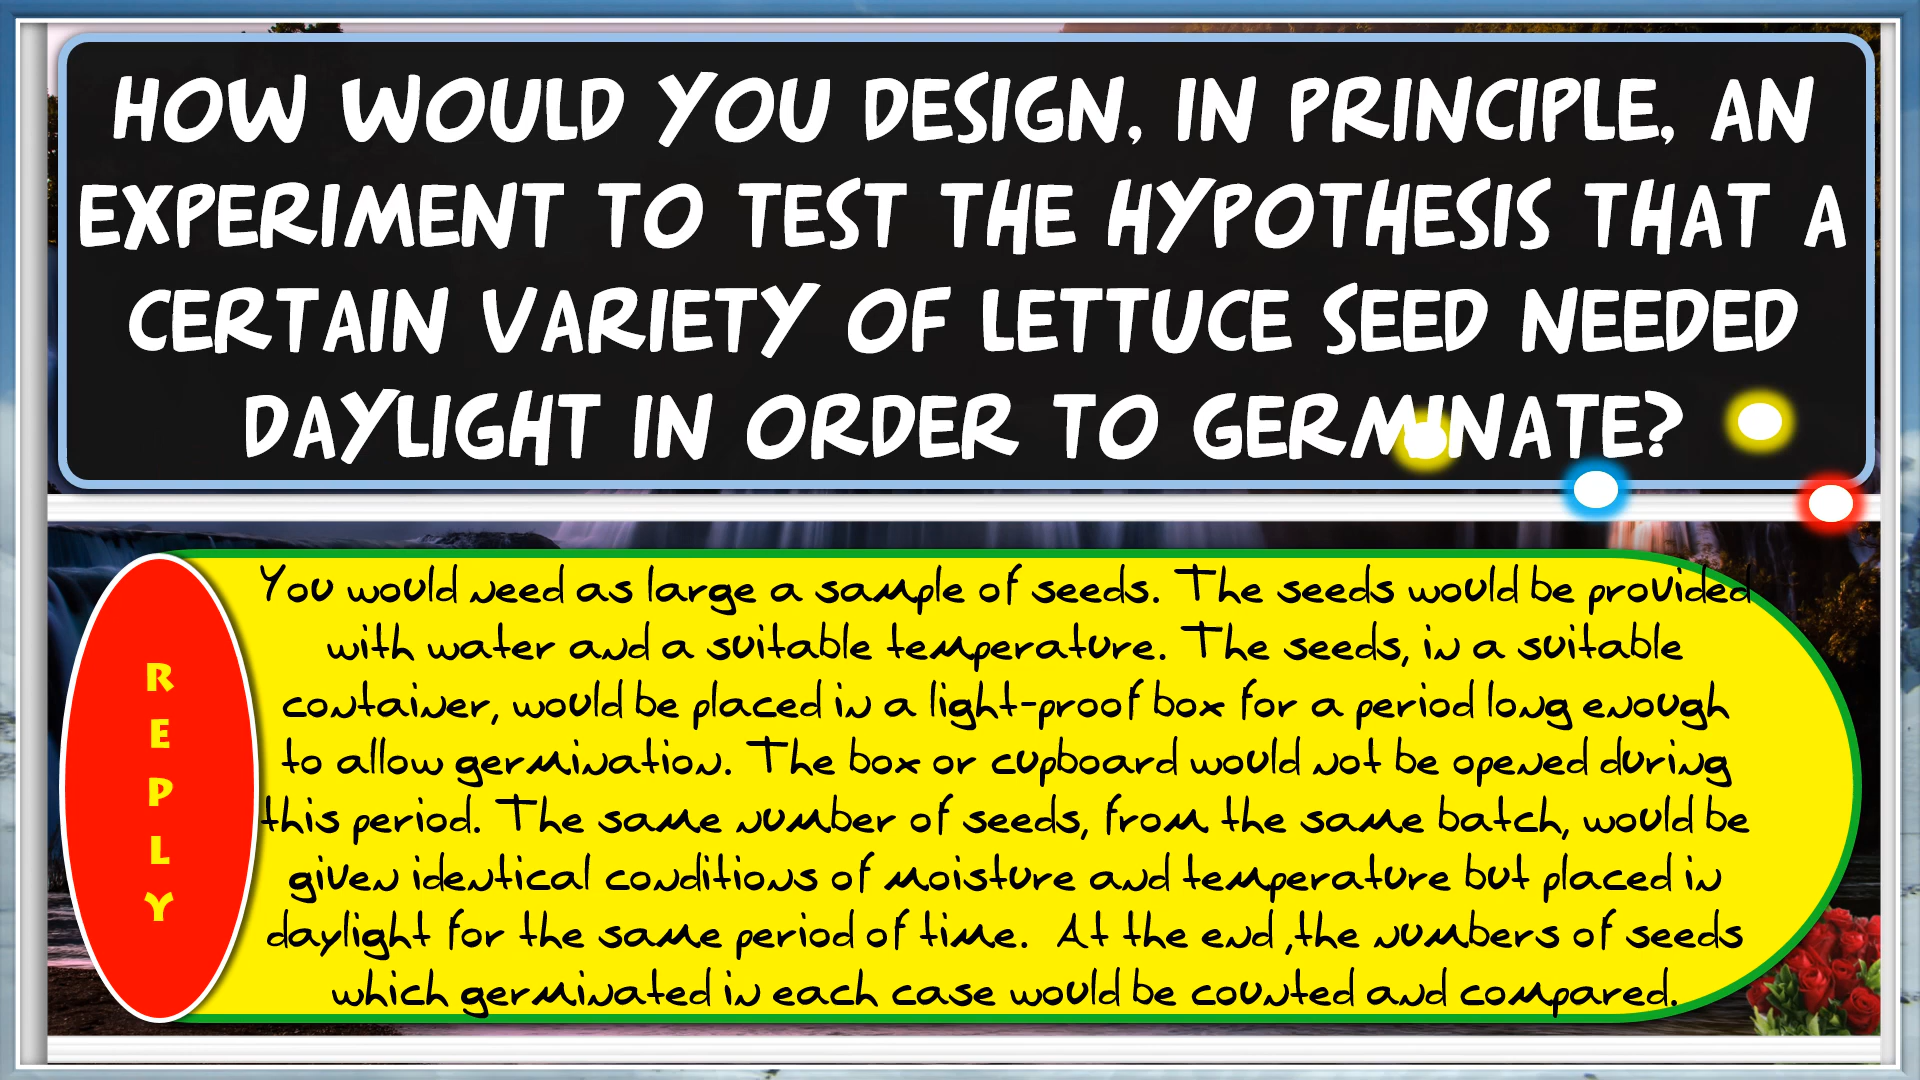 HOW WOULD YOU DESIGN, IN PRINCIPLE, AN
EXPERIMENT TO TEST THE HYPOTHESIS THAT A
CERTAIN VARIETY OF LETTUCE SEED NEEDED
DAYLIGHT IN ORDER TO GERMINATE?
REPLY
You would need as large a sample of seeds. The seeds would be provided
with water and a suitable temperature. The seeds, in a suitable
container, would be placed in a light-proof box for a period long enough
to allow germination. The box or cupboard would not be opened during
this period. The same number of seeds, from the same batch, would be
given identical conditions of moisture and temperature but placed in
daylight for the same period of time. At the end ,the numbers of seeds
which germinated in each case would be counted and compared.